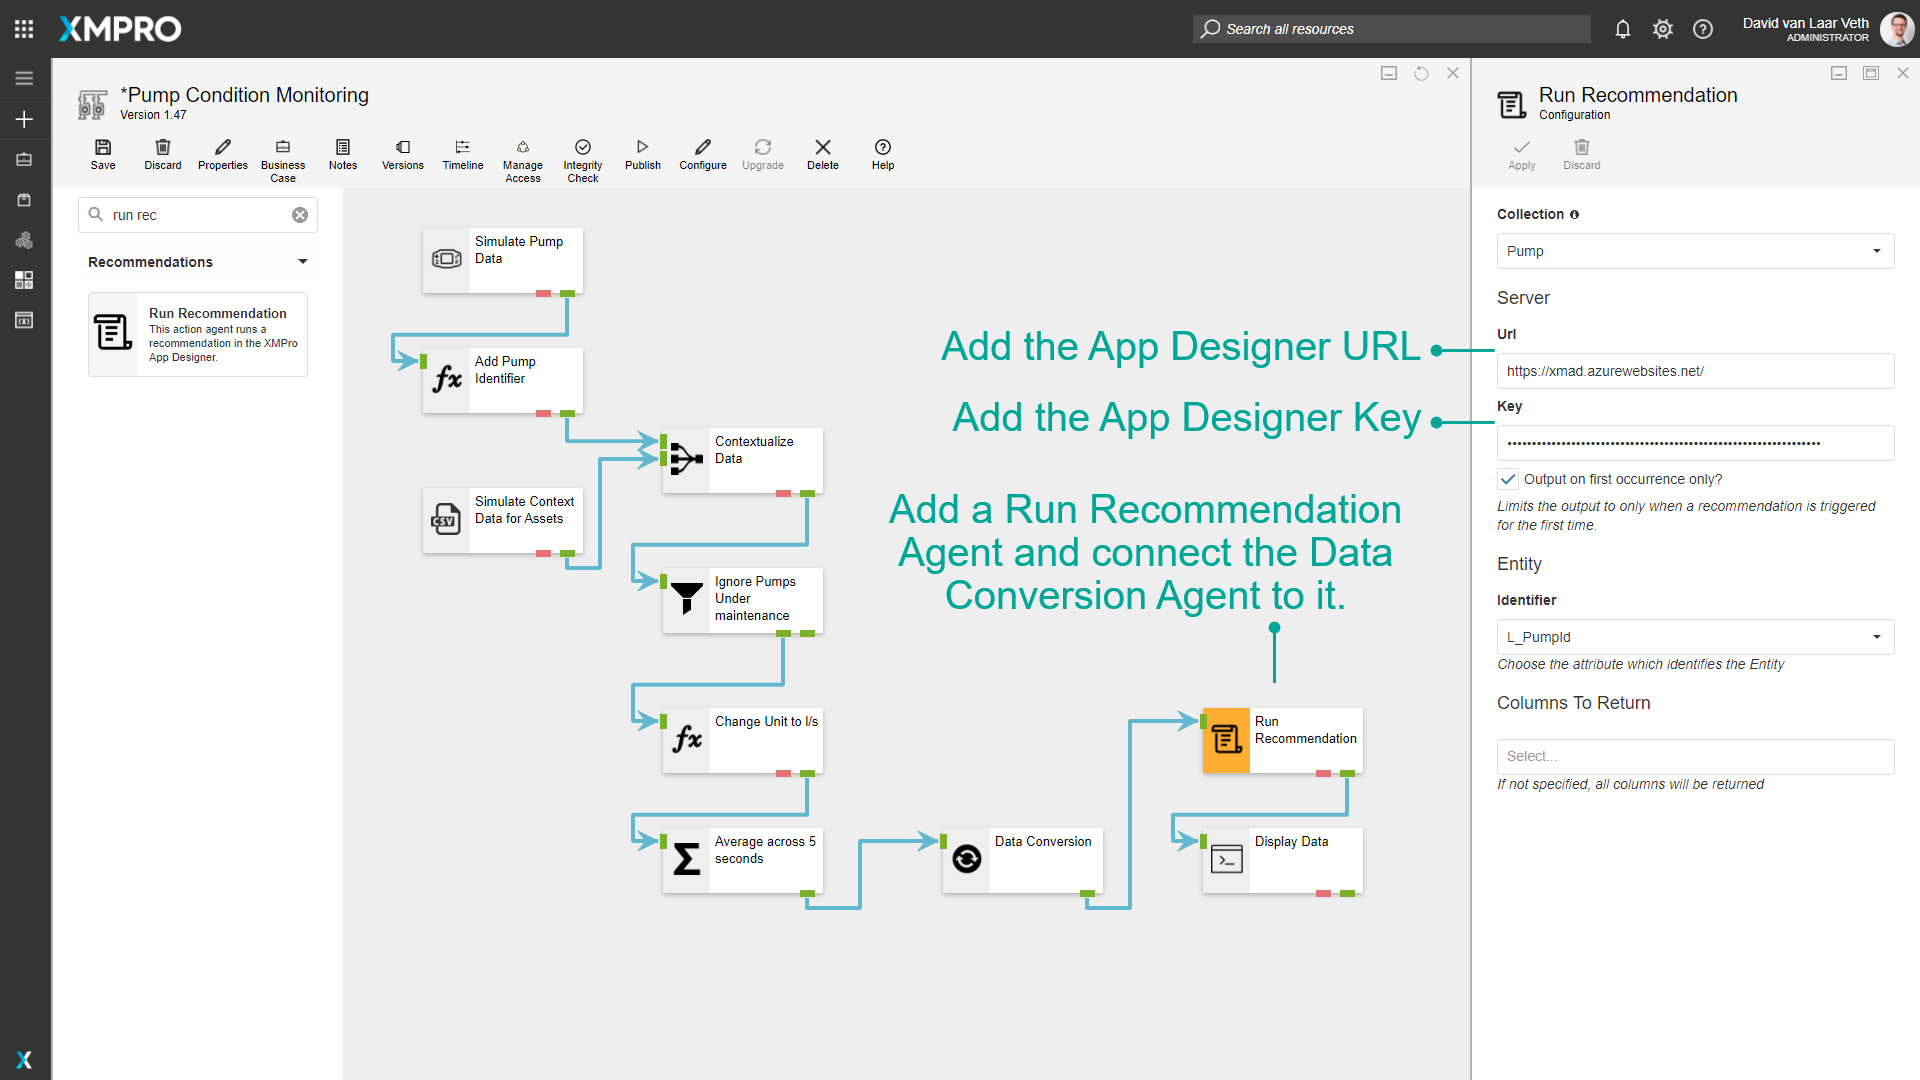 XMPRO
Search all resources
David van Laar Veth
ADMINISTRATOR
*Pump Condition Monitoring
Version 1.47
Save
Discard
Properties
Business
Case
Notes
Versions
Timeline
Manage
Access
Integrity
Check
Publish
Configure
Upgrade
Delete
Help
run rec
Recommendations
Run Recommendation
This action agent runs a
recommendation in the XMPro
App Designer.
Simulate Pump
Data
Add Pump
Identifier
fx
Contextualize
Data
Simulate Context
Data for Assets
CSV
Ignore Pumps
Under
maintenance
Change Unit to l/s
fx
Average across 5
seconds
Σ
Data Conversion
Run
Recommendation
Display Data
Add the App Designer URL
Add the App Designer Key
Add a Run Recommendation
Agent and connect the Data
Conversion Agent to it.
Run Recommendation
Configuration
Apply
Discard
Collection
Pump
Server
Url
https://xmad.azurewebsites.net/
Key
Output on first occurrence only?
Limits the output to only when a recommendation is triggered
for the first time.
Entity
Identifier
L_PumpId
Choose the attribute which identifies the Entity
Columns To Return
Select...
If not specified, all columns will be returned